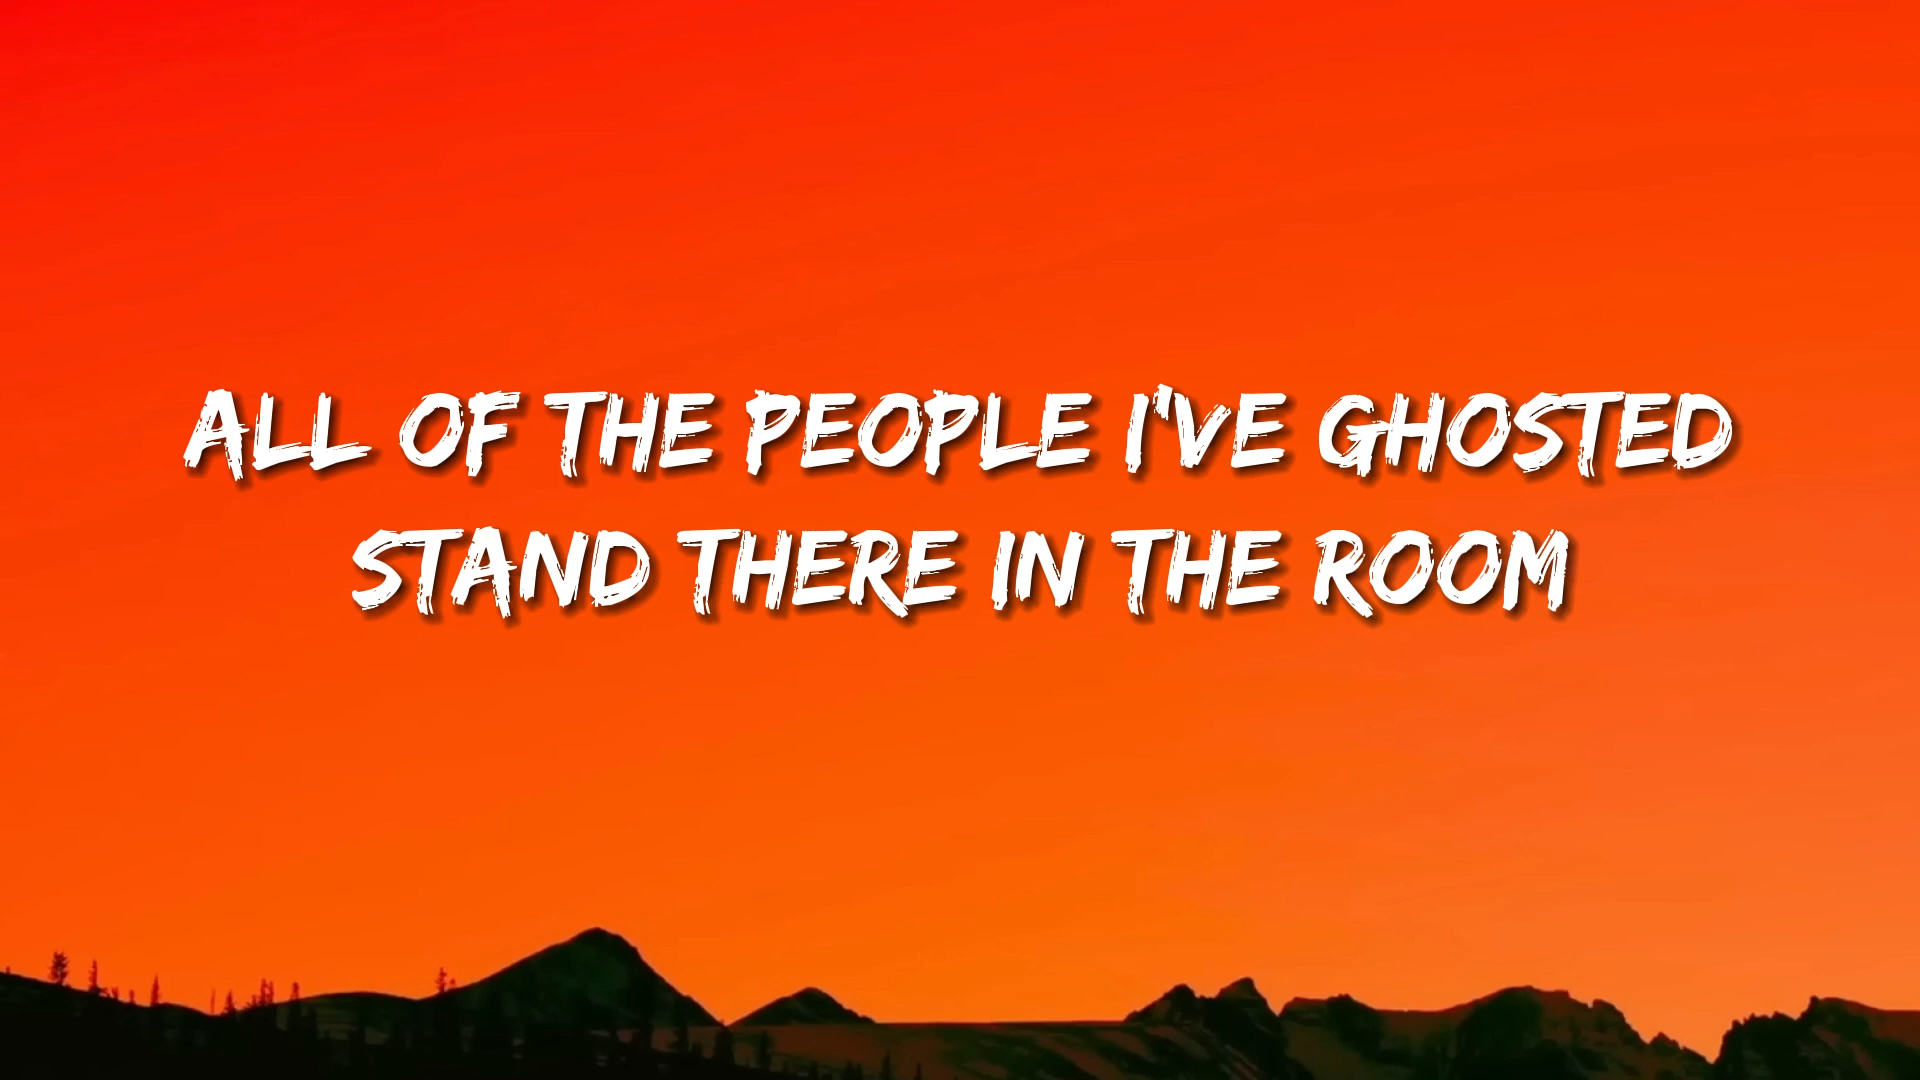 ALL OF THE PEOPLE I'VE GHOSTED
STAND THERE IN THE ROOM